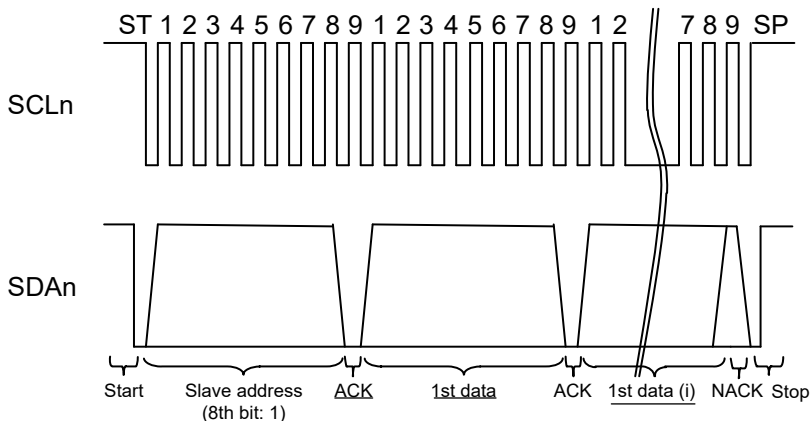 ST 1 2 3 4 5 6 7 8 9 1 2 3 4 5 6 7 8 9 1 2 7 8 9 SP
SCLn
SDAn
Start Slave address ACK 1st data ACK 1st data (i) NACK Stop
(8th bit: 1)